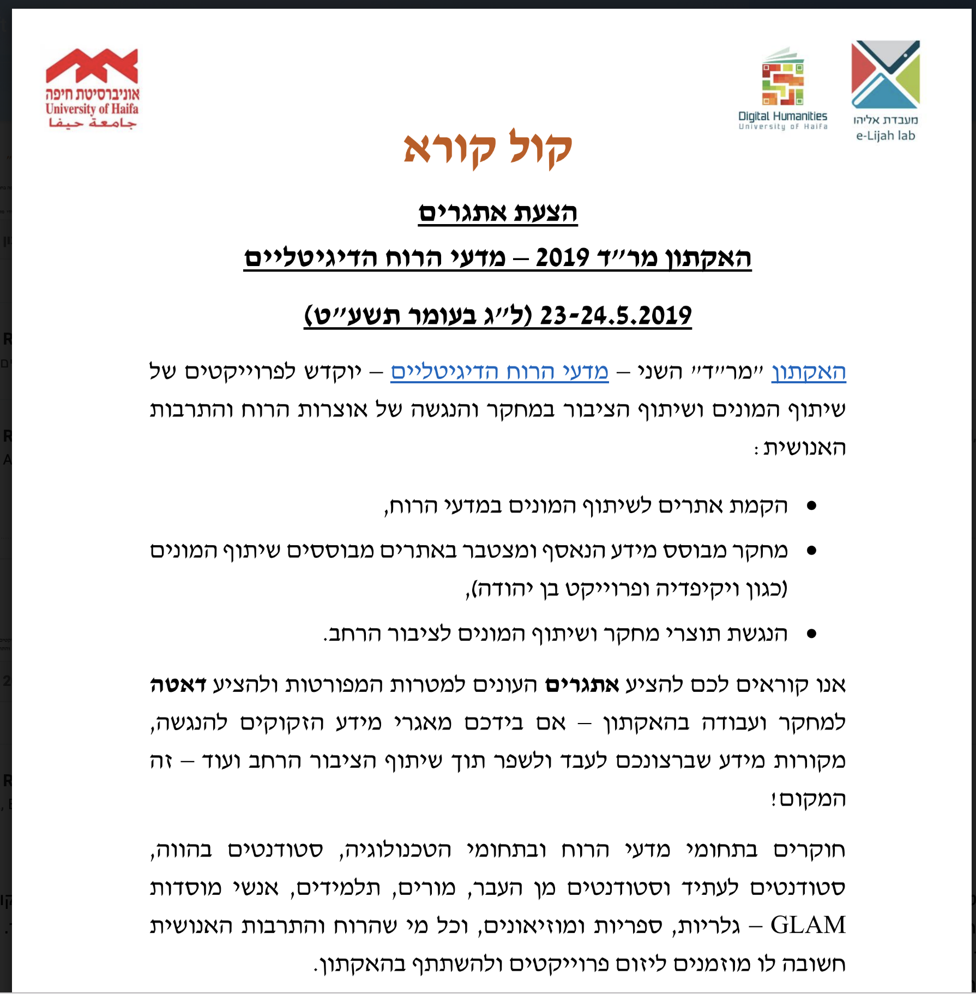 אוניברסיטת חיפה
University of Haifa
جامعة حيفا
Digital Humanities
University of Haifa
מעבדת אליהו
e-Lijah lab
קול קורא
הצעת אתגרים
האקתון מר״ד 2019 – מדעי הרוח הדיגיטליים
23-24.5.2019 (ל״ג בעומר תשע״ט)
האקתון ״מר״ד״ השני – מדעי הרוח הדיגיטליים – יוקדש לפרוייקטים של
שיתוף המונים ושיתוף הציבור במחקר והנגשה של אוצרות הרוח והתרבות
האנושית:
• הקמת אתרים לשיתוף המונים במדעי הרוח,
• מחקר מבוסס מידע הנאסף ומצטבר באתרים מבוססים שיתוף המונים
(כגון ויקיפדיה ופרוייקט בן יהודה),
• הנגשת תוצרי מחקר ושיתוף המונים לציבור הרחב.
אנו קוראים לכם להציע אתגרים העונים למטרות המפורטות ולהציע דאטה
למחקר ועבודה בהאקתון – אם בידכם מאגרי מידע הזקוקים להנגשה,
מקורות מידע שברצונכם לעבד ולשפר תוך שיתוף הציבור הרחב ועוד – זה
המקום!
חוקרים בתחומי מדעי הרוח ובתחומי הטכנולוגיה, סטודנטים בהווה,
סטודנטים לעתיד וסטודנטים מן העבר, מורים, תלמידים, אנשי מוסדות
GLAM – גלריות, ספריות ומוזיאונים, וכל מי שהרוח והתרבות האנושית
חשובה לו מוזמנים ליזום פרוייקטים ולהשתתף בהאקתון.